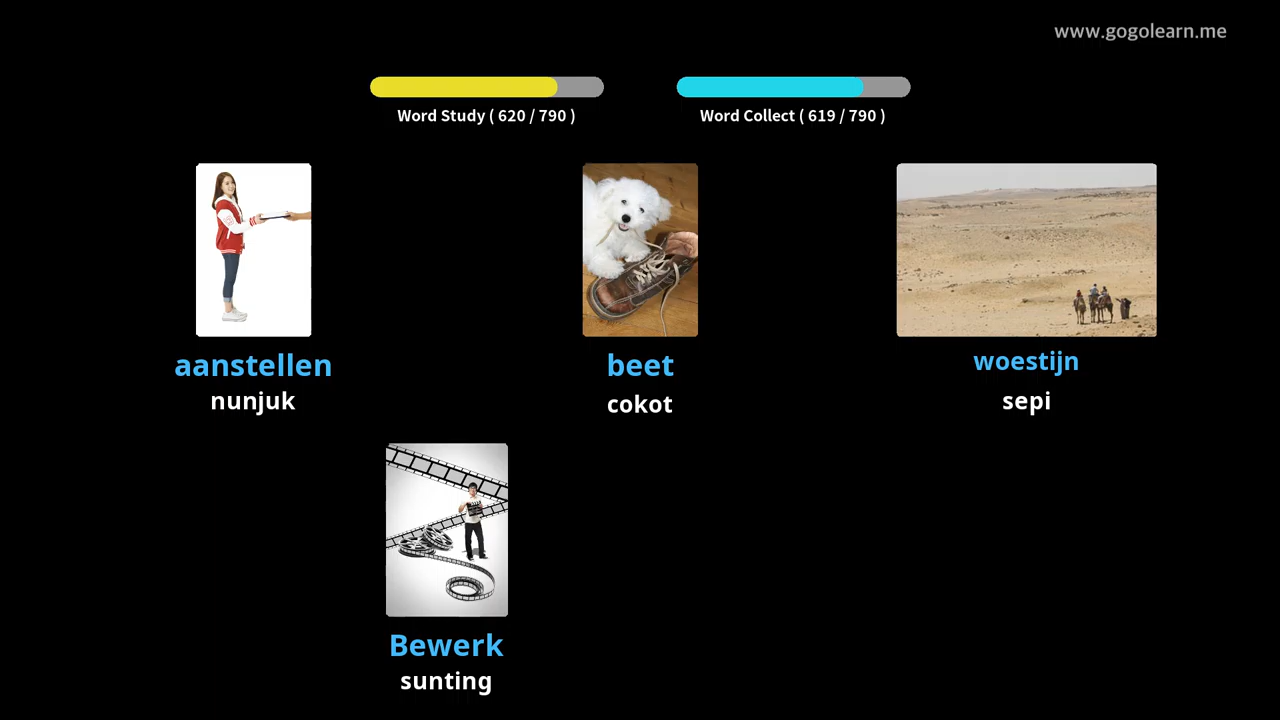 www.gogolearn.me
Word Study ( 620 / 790 )
Word Collect ( 619 / 790 )
aanstellen
nunjuk
beet
cokot
woestijn
sepi
Bewerk
sunting